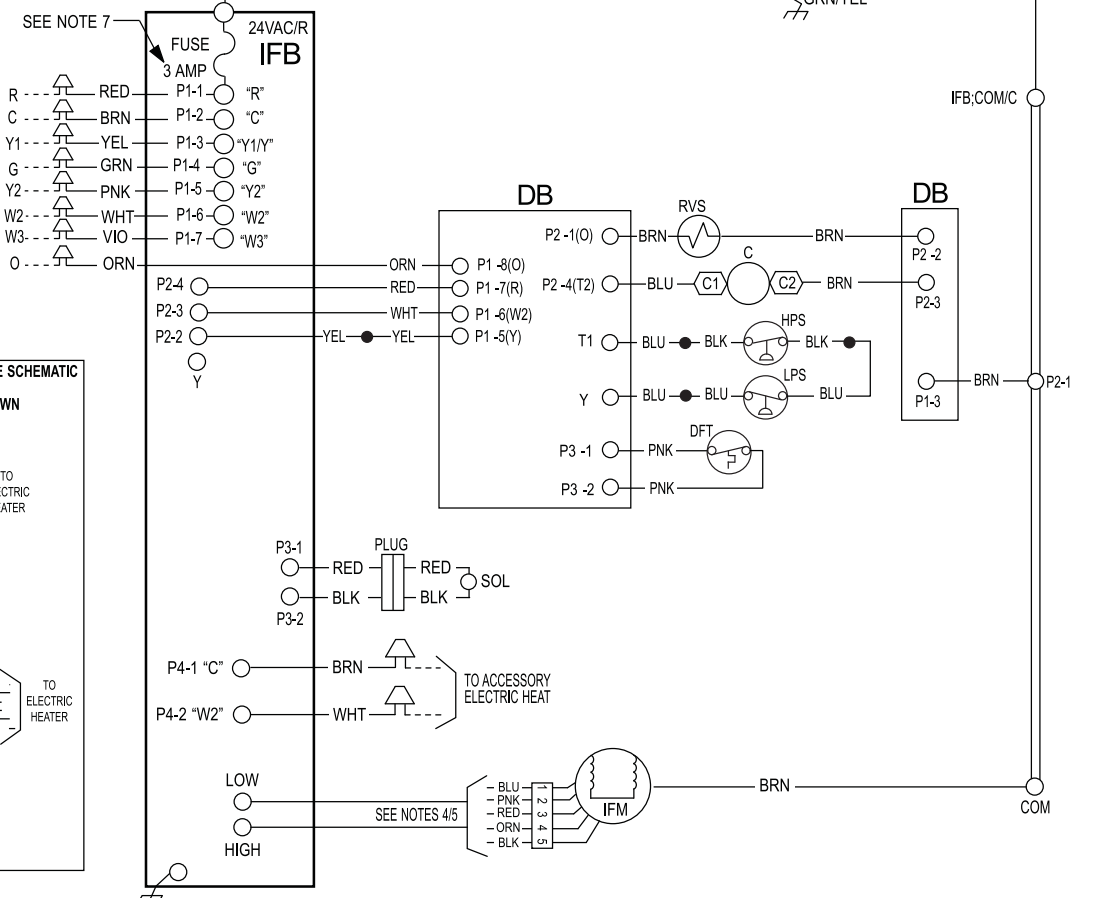 GRN/YEL
SEE NOTE 7
24VAC/R
FUSE
IFB
3 AMP
R RED P1-1 "R"
C BRN P1-2 "C"
Y1 YEL P1-3 "Y1/Y"
G GRN P1-4 "G"
Y2 PNK P1-5 "Y2"
W2 WHT P1-6 "W2"
W3 VIO P1-7 "W3"
O ORN ORN P1 -8(O)
P2-4 RED P1 -7(R)
P2-3 WHT P1 -6(W2)
P2-2 YEL YEL P1 -5(Y)
Y
DB
RVS
P2 -1(O) BRN BRN P2 -2
C
P2 -4(T2) BLU C1 C2 BRN P2-3
HPS
T1 BLU BLK BLK
LPS
Y BLU BLU BLU
DFT
P3 -1 PNK
P3 -2 PNK
DB
P1-3 BRN P2-1
IFB;COM/C
E SCHEMATIC
WN
TO
ECTRIC
ATER
TO
ELECTRIC
HEATER
P3-1 RED PLUG RED
SOL
BLK BLK
P3-2
P4-1 "C" BRN
TO ACCESSORY
ELECTRIC HEAT
P4-2 "W2" WHT
LOW
SEE NOTES 4/5
HIGH
BLU 1
PNK 2
RED 3
ORN 4
BLK 5
IFM
BRN
COM